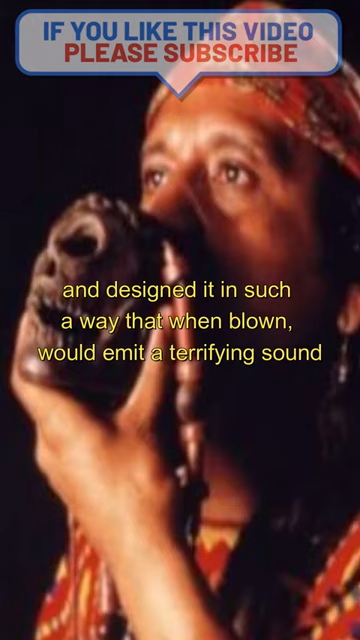 IF YOU LIKE THIS VIDEO
PLEASE SUBSCRIBE
and designed it in such
a way that when blown,
would emit a terrifying sound